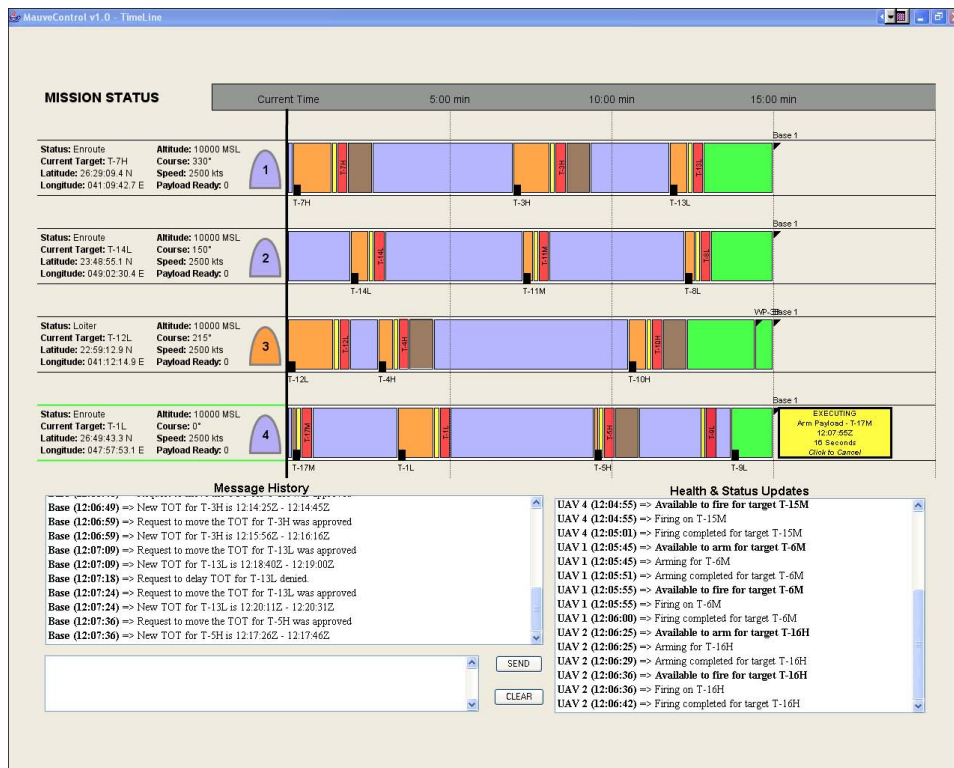 MauveControl v1.0 - TimeLine
MISSION STATUS
Current Time 5:00 min 10:00 min 15:00 min
Base 1
Status: Enroute Altitude: 10000 MSL
Current Target: T-7H Course: 330°
Latitude: 26:29:09.4 N Speed: 2500 kts
Longitude: 041:09:42.7 E Payload Ready: 0
1
T-7H T-3H T-13L
T-7H T-3H T-13L
Base 1
Status: Enroute Altitude: 10000 MSL
Current Target: T-14L Course: 150°
Latitude: 23:48:55.1 N Speed: 2500 kts
Longitude: 049:02:30.4 E Payload Ready: 0
2
T-14L T-11M T-8L
T-14L T-11M T-8L
Base 1
Status: Loiter Altitude: 10000 MSL
Current Target: T-12L Course: 215°
Latitude: 22:59:12.9 N Speed: 2500 kts
Longitude: 041:12:14.9 E Payload Ready: 0
3
T-12L T-4H T-10H
T-12L T-4H T-10H
Base 1
Status: Enroute Altitude: 10000 MSL
Current Target: T-1L Course: 0°
Latitude: 26:49:43.3 N Speed: 2500 kts
Longitude: 047:57:53.1 E Payload Ready: 0
4
T-17M T-1L T-5H T-9L
T-17M T-1L T-5H T-9L
EXECUTING
Arm Payload - T-17M
12:07:55Z
16 Seconds
Click to Cancel
Message History
Base (12:06:49) => New TOT for T-3H is 12:14:25Z - 12:14:45Z
Base (12:06:59) => Request to move the TOT for T-3H was approved
Base (12:06:59) => New TOT for T-3H is 12:15:56Z - 12:16:16Z
Base (12:07:09) => Request to move the TOT for T-13L was approved
Base (12:07:09) => New TOT for T-13L is 12:18:40Z - 12:19:00Z
Base (12:07:18) => Request to delay TOT for T-13L denied.
Base (12:07:24) => Request to move the TOT for T-13L was approved
Base (12:07:24) => New TOT for T-13L is 12:20:11Z - 12:20:31Z
Base (12:07:36) => Request to move the TOT for T-5H was approved
Base (12:07:36) => New TOT for T-5H is 12:17:26Z - 12:17:46Z
SEND
CLEAR
Health & Status Updates
UAV 4 (12:04:55) => Available to fire for target T-15M
UAV 4 (12:04:55) => Firing on T-15M
UAV 4 (12:05:01) => Firing completed for target T-15M
UAV 1 (12:05:45) => Available to arm for target T-6M
UAV 1 (12:05:45) => Arming for T-6M
UAV 1 (12:05:51) => Arming completed for target T-6M
UAV 1 (12:05:55) => Available to fire for target T-6M
UAV 1 (12:05:55) => Firing on T-6M
UAV 1 (12:06:00) => Firing completed for target T-6M
UAV 2 (12:06:25) => Available to arm for target T-16H
UAV 2 (12:06:25) => Arming for T-16H
UAV 2 (12:06:29) => Arming completed for target T-16H
UAV 2 (12:06:36) => Available to fire for target T-16H
UAV 2 (12:06:36) => Firing on T-16H
UAV 2 (12:06:42) => Firing completed for target T-16H